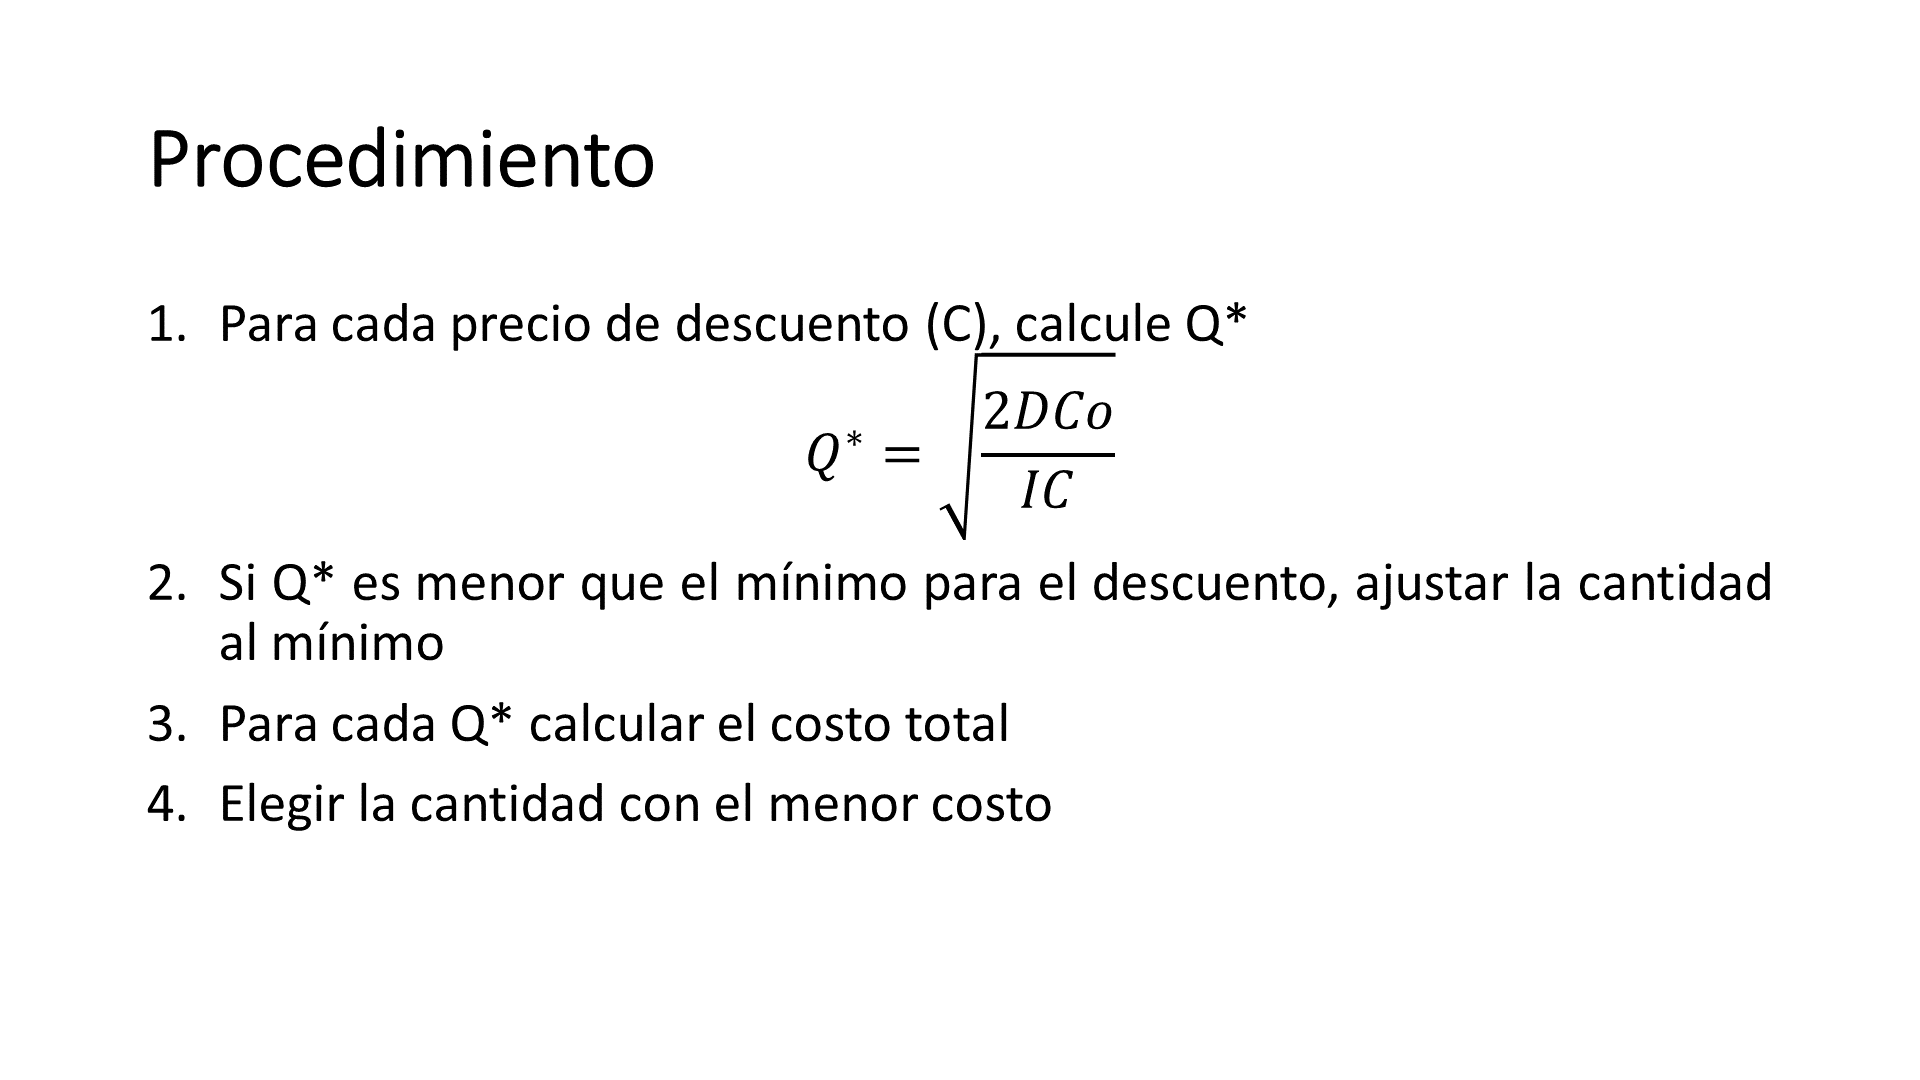 Procedimiento
1. Para cada precio de descuento (C), calcule Q*
Q* = √(2DCo / IC)
2. Si Q* es menor que el mínimo para el descuento, ajustar la cantidad
al mínimo
3. Para cada Q* calcular el costo total
4. Elegir la cantidad con el menor costo